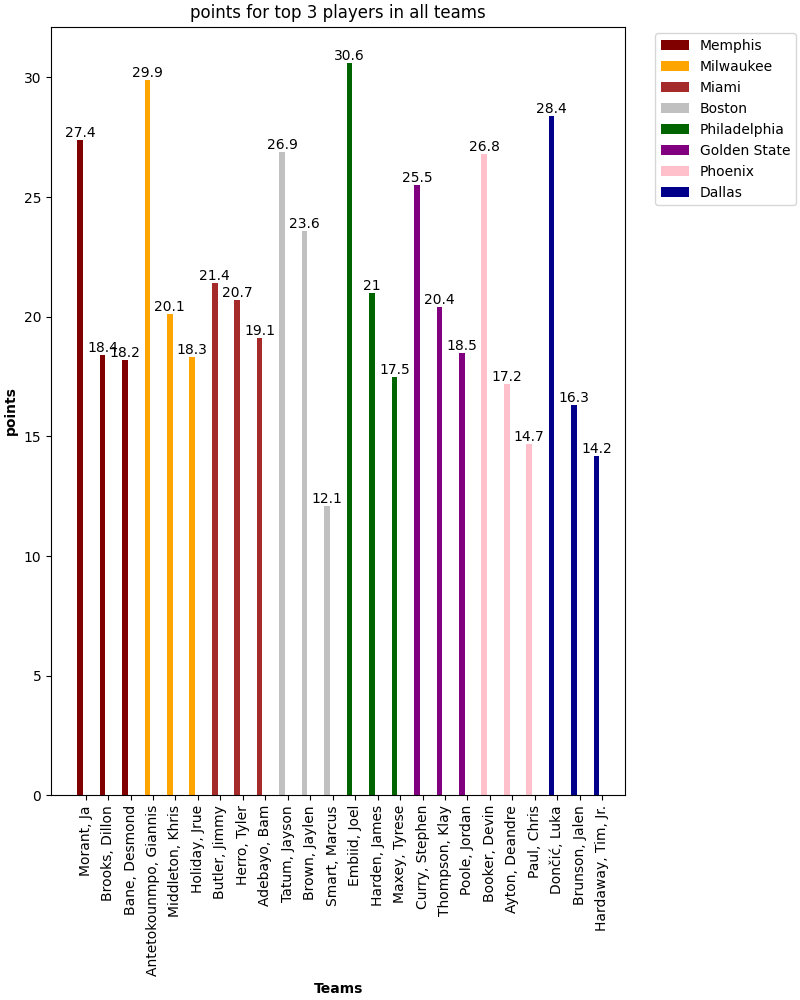 points for top 3 players in all teams
Memphis
Milwaukee
Miami
Boston
Philadelphia
Golden State
Phoenix
Dallas
points
30
25
20
15
10
5
0
27.4
18.4
18.2
29.9
20.1
18.3
21.4
20.7
19.1
26.9
23.6
12.1
30.6
21
17.5
25.5
20.4
18.5
26.8
17.2
14.7
28.4
16.3
14.2
Morant, Ja
Brooks, Dillon
Bane, Desmond
Antetokounmpo, Giannis
Middleton, Khris
Holiday, Jrue
Butler, Jimmy
Herro, Tyler
Adebayo, Bam
Tatum, Jayson
Brown, Jaylen
Smart, Marcus
Embiid, Joel
Harden, James
Maxey, Tyrese
Curry, Stephen
Thompson, Klay
Poole, Jordan
Booker, Devin
Ayton, Deandre
Paul, Chris
Dončić, Luka
Brunson, Jalen
Hardaway, Tim, Jr.
Teams